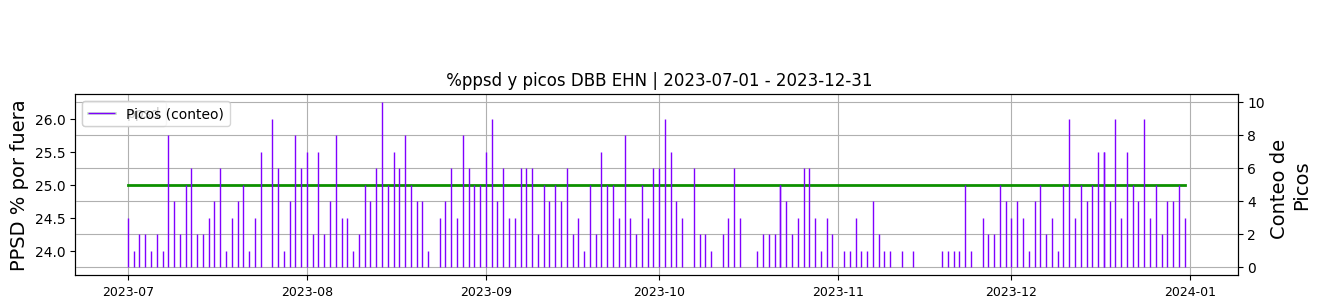 %ppsd y picos DBB EHN | 2023-07-01 - 2023-12-31
Picos (conteo)
PPSD % por fuera
26.0
25.5
25.0
24.5
24.0
10
8
6
4
2
0
Conteo de
Picos
2023-07 2023-08 2023-09 2023-10 2023-11 2023-12 2024-01